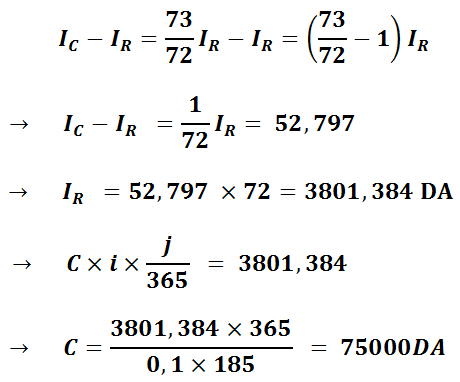 I_C − I_R = 73/72 I_R − I_R = (73/72 − 1) I_R
→ I_C − I_R = 1/72 I_R = 52,797
→ I_R = 52,797 × 72 = 3801,384 DA
→ C × i × j/365 = 3801,384
→ C = (3801,384 × 365)/(0,1 × 185) = 75000DA